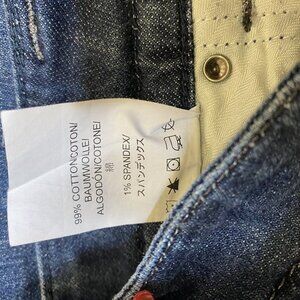 99% COTTON/COTON/
BAUMWOLLE/
ALGODÓN/COTONE/
綿
1% SPANDEX/
スパンデックス